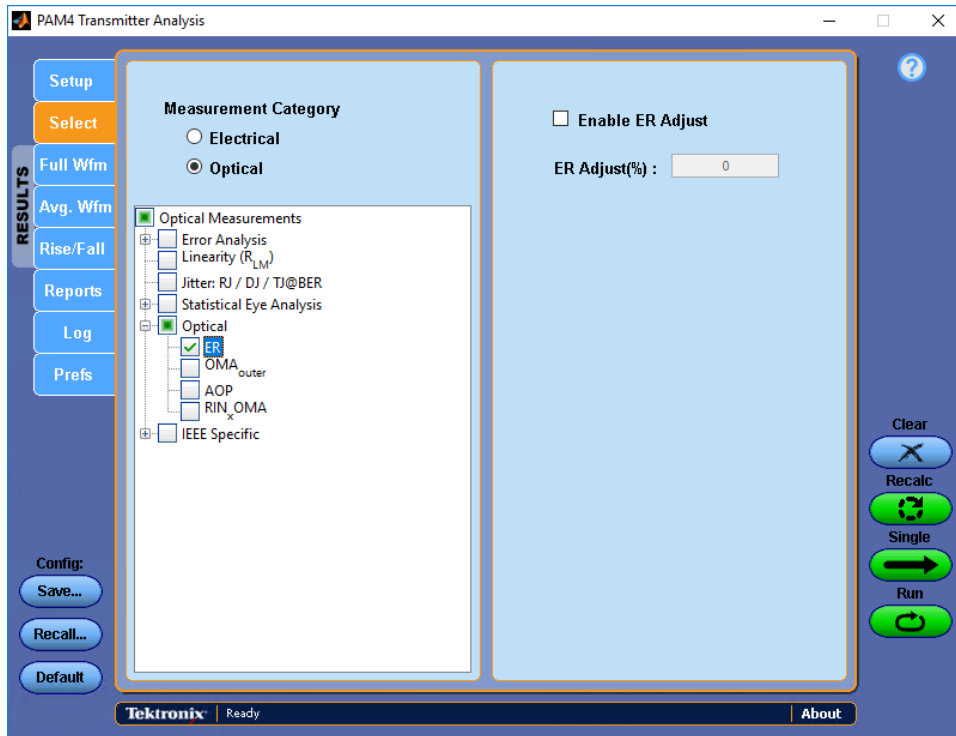 PAM4 Transmitter Analysis
Setup
Select
RESULTS
Full Wfm
Avg. Wfm
Rise/Fall
Reports
Log
Prefs
Config:
Save...
Recall...
Default
Measurement Category
Electrical
Optical
Optical Measurements
Error Analysis
Linearity (RLM)
Jitter: RJ / DJ / TJ@BER
Statistical Eye Analysis
Optical
ER
OMAouter
AOP
RINxOMA
IEEE Specific
Enable ER Adjust
ER Adjust(%) : 0
?
Clear
Recalc
Single
Run
Tektronix Ready About